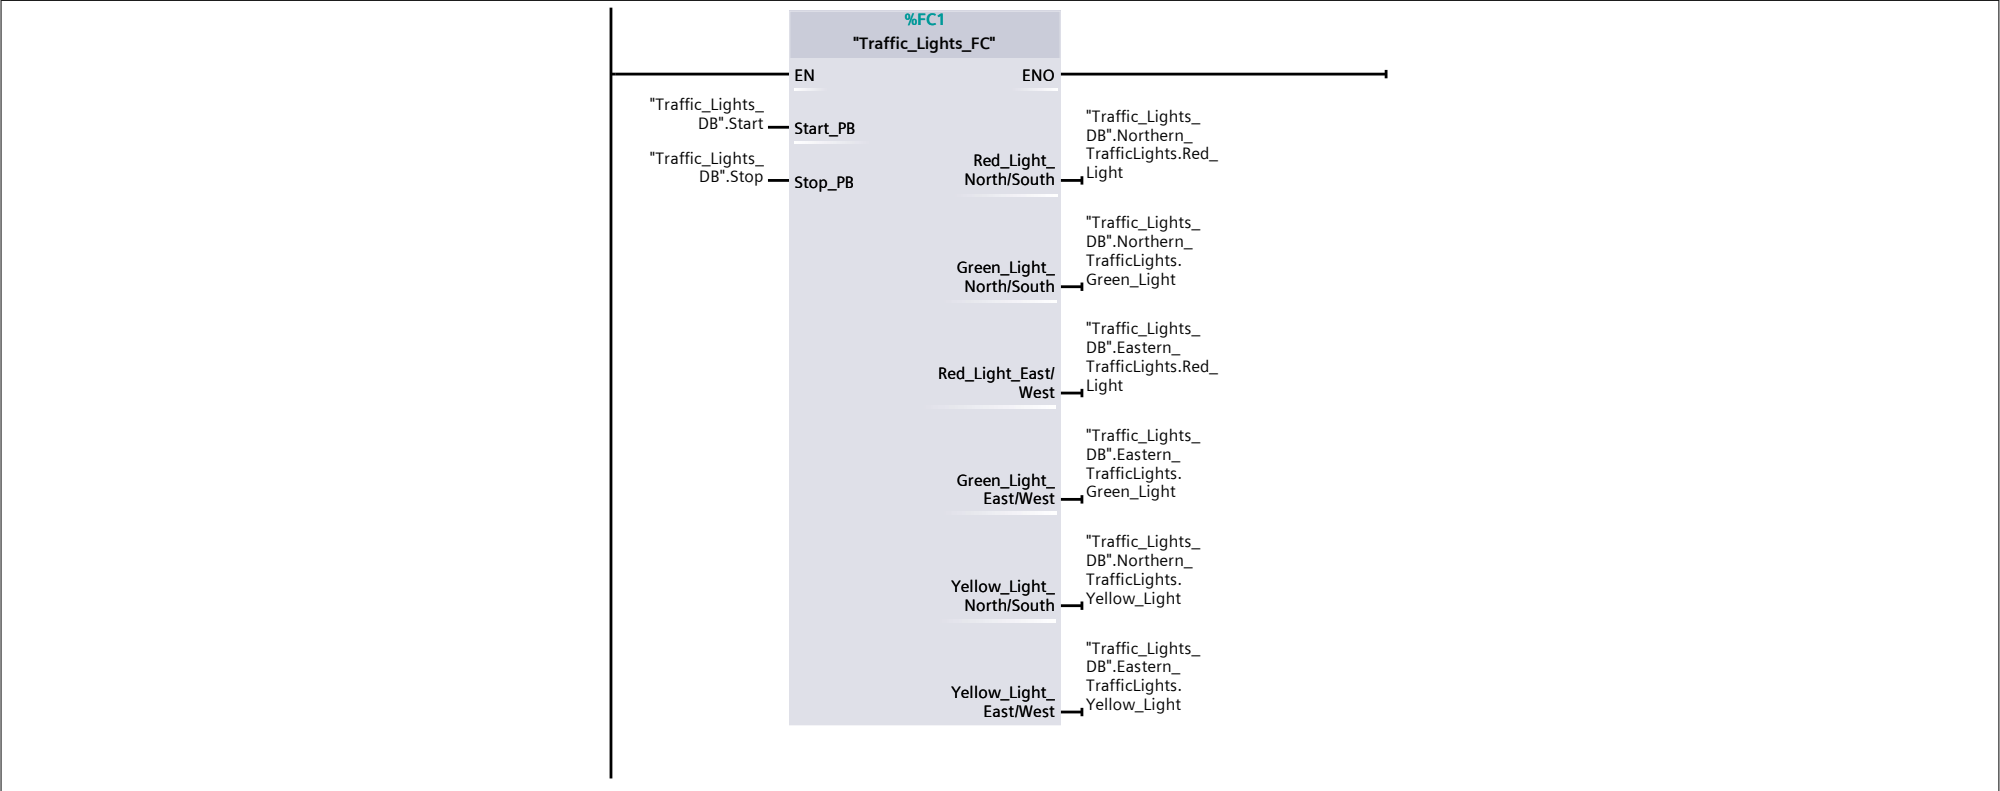 %FC1
"Traffic_Lights_FC"
EN
ENO
"Traffic_Lights_
DB".Start
Start_PB
"Traffic_Lights_
DB".Stop
Stop_PB
Red_Light_
North/South
"Traffic_Lights_
DB".Northern_
TrafficLights.Red_
Light
Green_Light_
North/South
"Traffic_Lights_
DB".Northern_
TrafficLights.
Green_Light
Red_Light_East/
West
"Traffic_Lights_
DB".Eastern_
TrafficLights.Red_
Light
Green_Light_
East/West
"Traffic_Lights_
DB".Eastern_
TrafficLights.
Green_Light
Yellow_Light_
North/South
"Traffic_Lights_
DB".Northern_
TrafficLights.
Yellow_Light
Yellow_Light_
East/West
"Traffic_Lights_
DB".Eastern_
TrafficLights.
Yellow_Light